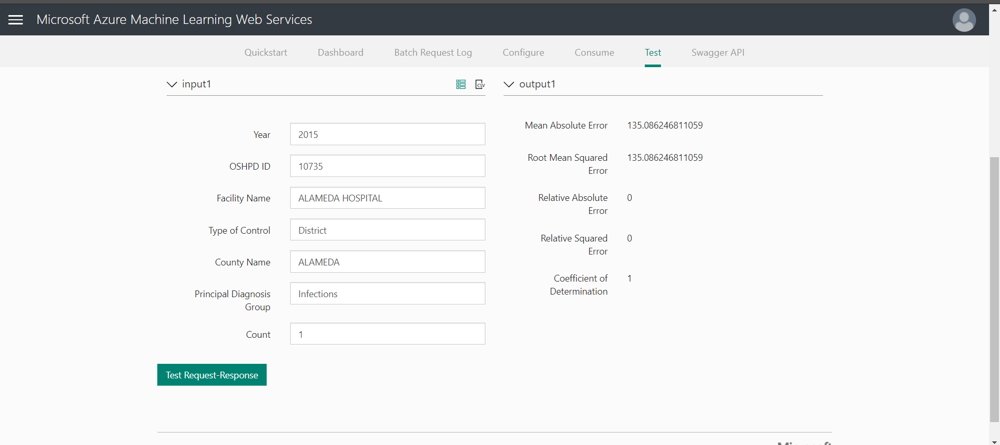 Microsoft Azure Machine Learning Web Services
Quickstart Dashboard Batch Request Log Configure Consume Test Swagger API
input1
CSV
output1
Year 2015
OSHPD ID 10735
Facility Name ALAMEDA HOSPITAL
Type of Control District
County Name ALAMEDA
Principal Diagnosis
Group
Infections
Count 1
Test Request-Response
Mean Absolute Error 135.086246811059
Root Mean Squared
Error
135.086246811059
Relative Absolute
Error
0
Relative Squared
Error
0
Coefficient of
Determination
1